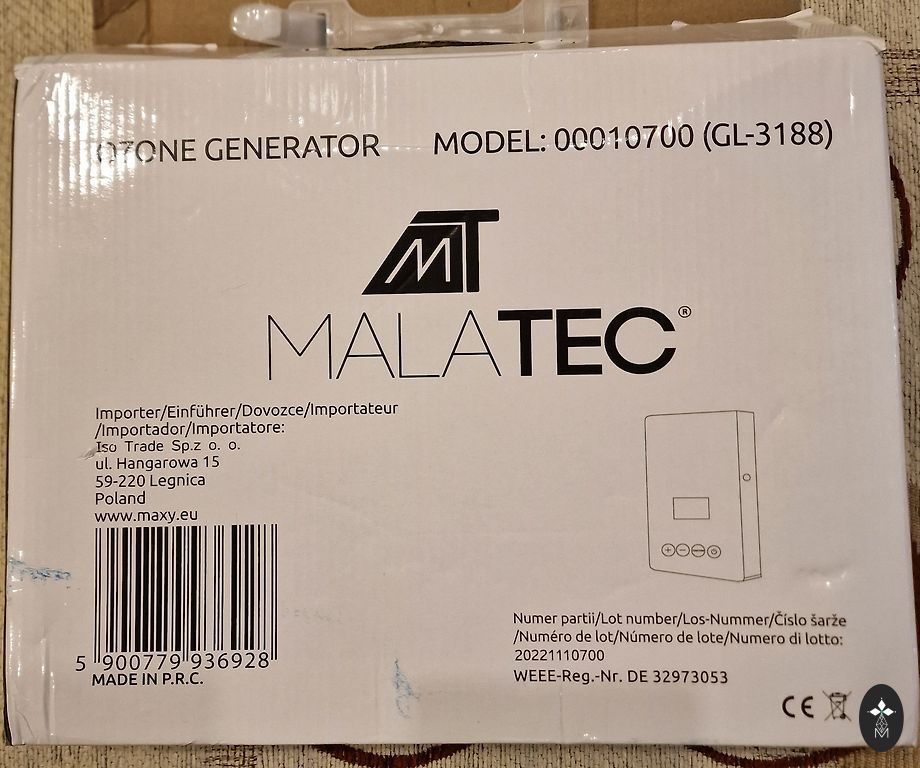 OZONE GENERATOR MODEL: 00010700 (GL-3188)
MT
MALATEC®
Importer/Einführer/Dovozce/Importateur
/Importador/Importatore:
Iso Trade Sp.z o. o.
ul. Hangarowa 15
59-220 Legnica
Poland
www.maxy.eu
5 900779 936928
MADE IN P.R.C.
Numer partii/Lot number/Los-Nummer/Číslo šarže
/Numéro de lot/Número de lote/Numero di lotto:
20221110700
WEEE-Reg.-Nr. DE 32973053
CE
M